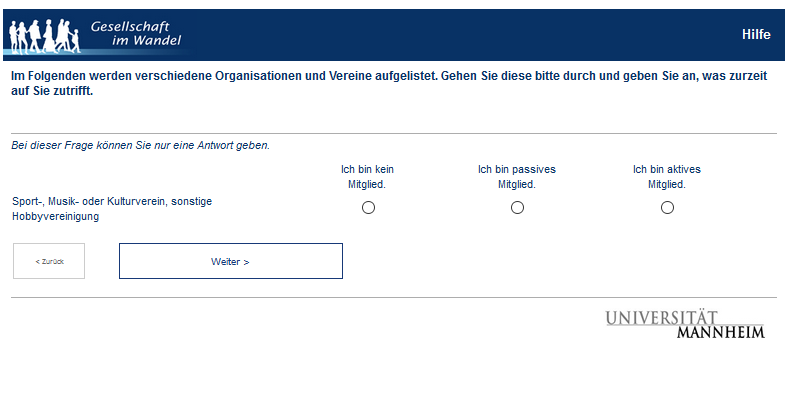 Gesellschaft
im Wandel
Hilfe
Im Folgenden werden verschiedene Organisationen und Vereine aufgelistet. Gehen Sie diese bitte durch und geben Sie an, was zurzeit
auf Sie zutrifft.
Bei dieser Frage können Sie nur eine Antwort geben.
Ich bin kein
Mitglied.
Ich bin passives
Mitglied.
Ich bin aktives
Mitglied.
Sport-, Musik- oder Kulturverein, sonstige
Hobbyvereinigung
< Zurück
Weiter >
UNIVERSITÄT
MANNHEIM